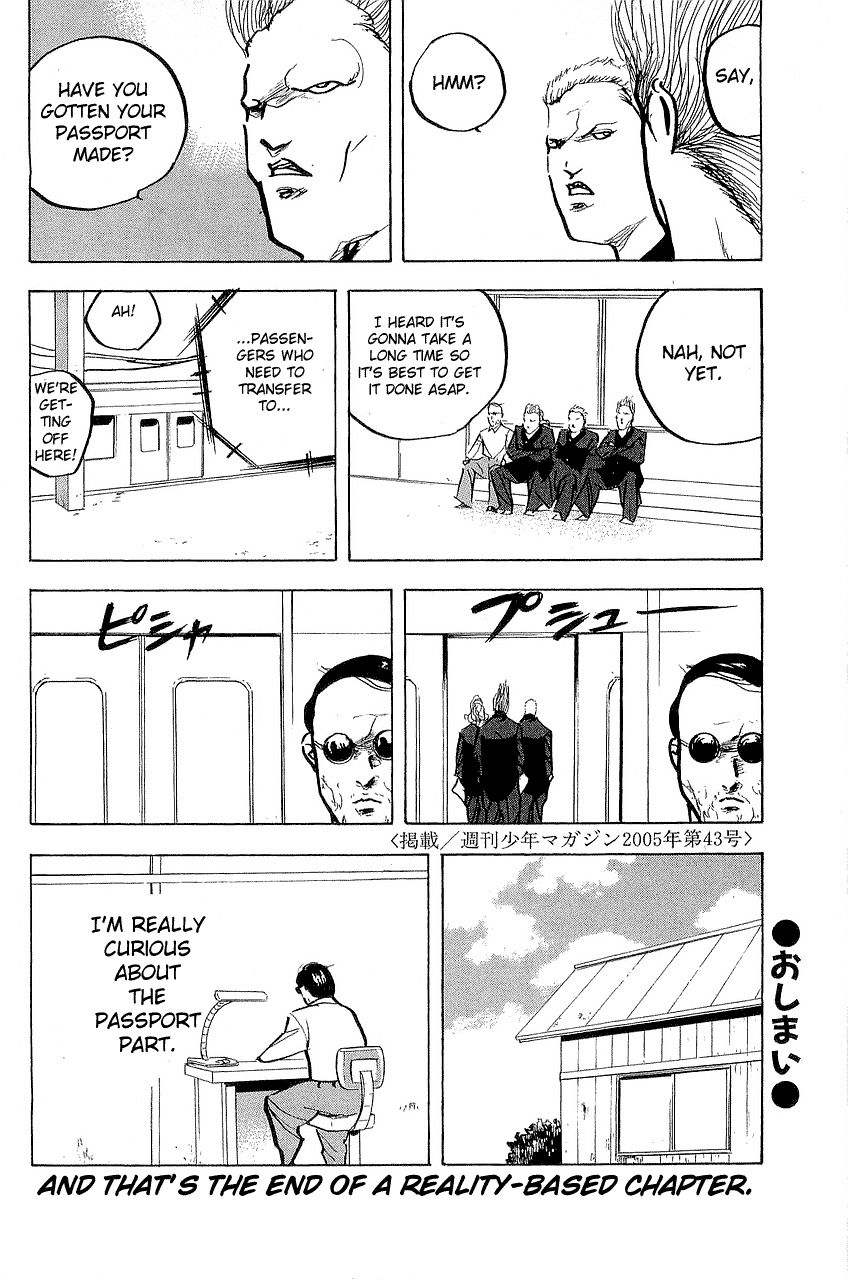 SAY,
HMM?
HAVE YOU
GOTTEN YOUR
PASSPORT
MADE?
NAH, NOT
YET.
I HEARD IT'S
GONNA TAKE A
LONG TIME SO
IT'S BEST TO GET
IT DONE ASAP.
...PASSEN-
GERS WHO
NEED TO
TRANSFER
TO...
AH!
WE'RE
GET-
TING
OFF
HERE!
プシュー
ピシャ
〈掲載／週刊少年マガジン2005年第43号〉
I'M REALLY
CURIOUS
ABOUT
THE
PASSPORT
PART.
●おしまい●
AND THAT'S THE END OF A REALITY-BASED CHAPTER.